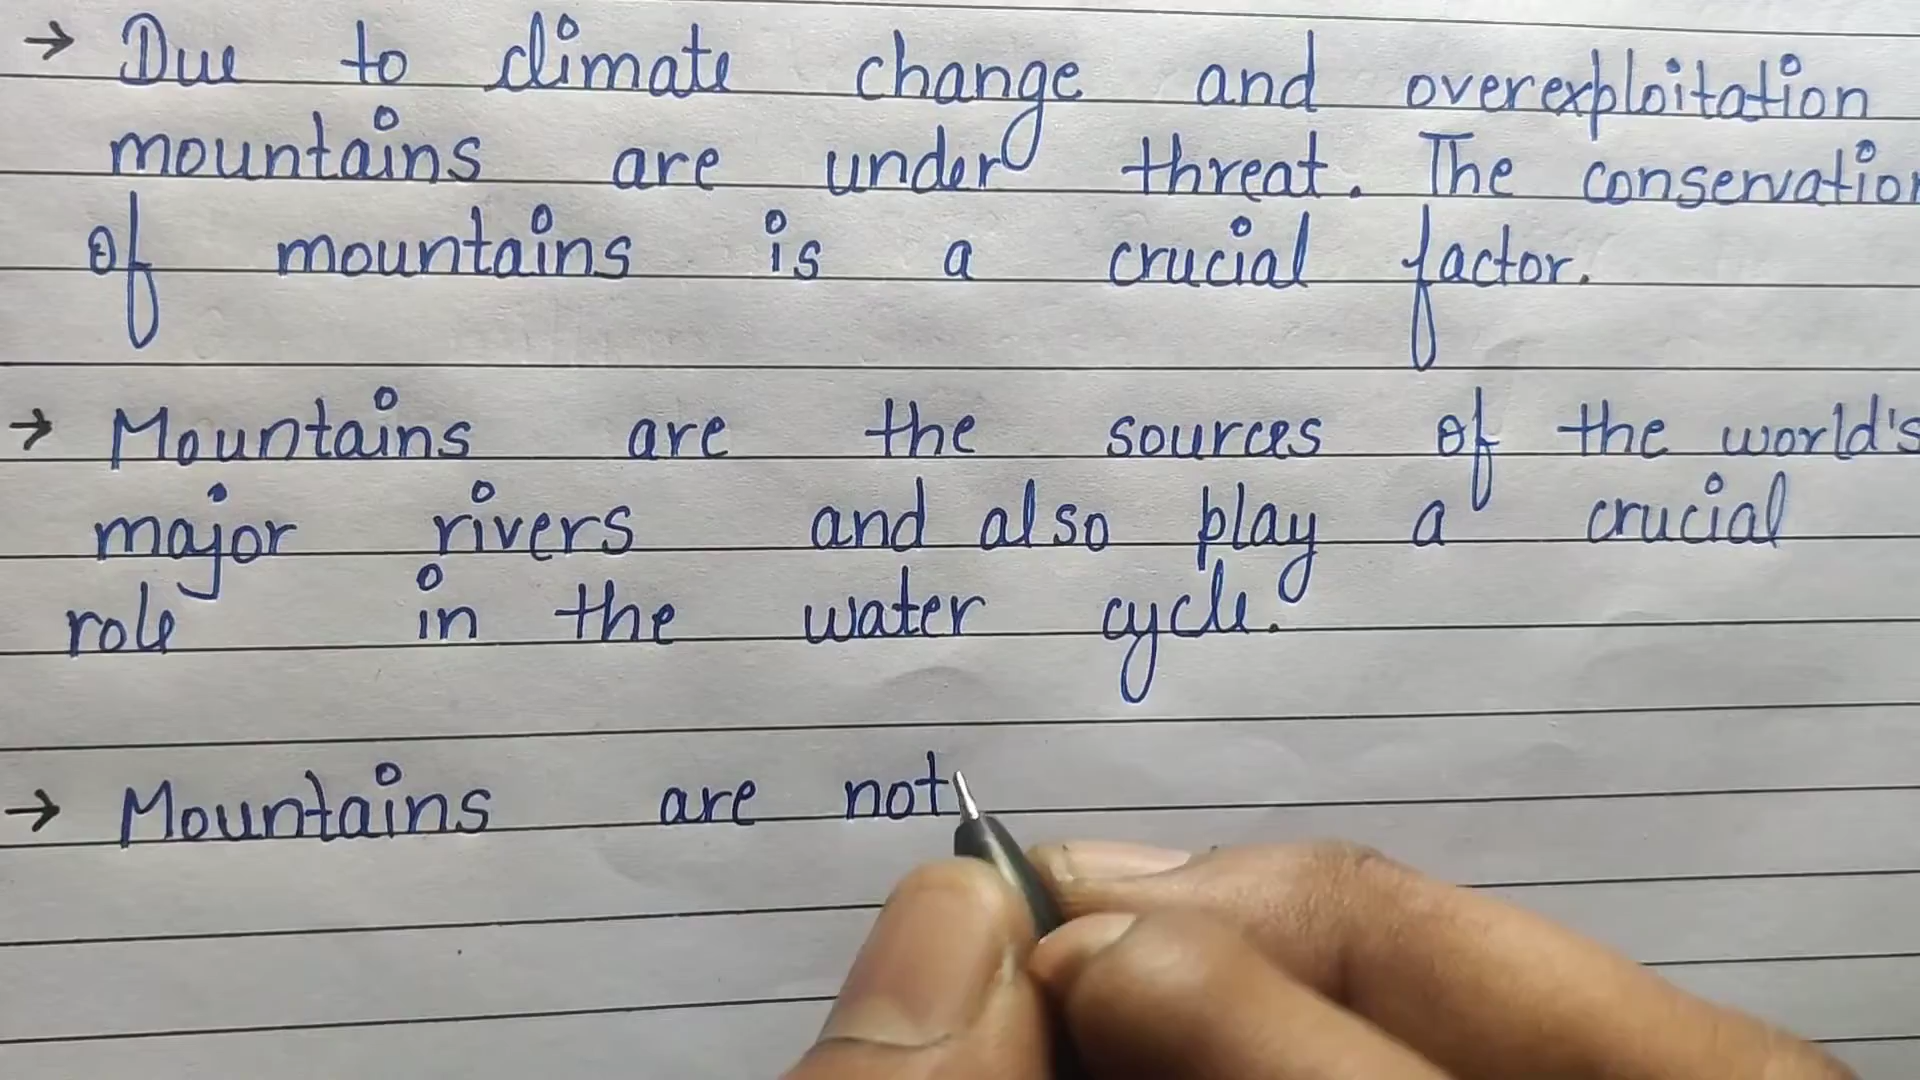 → Due to climate change and overexploitation
mountains are under threat. The conservation
of mountains is a crucial factor.
→ Mountains are the sources of the world's
major rivers and also play a crucial
role in the water cycle.
→ Mountains are not